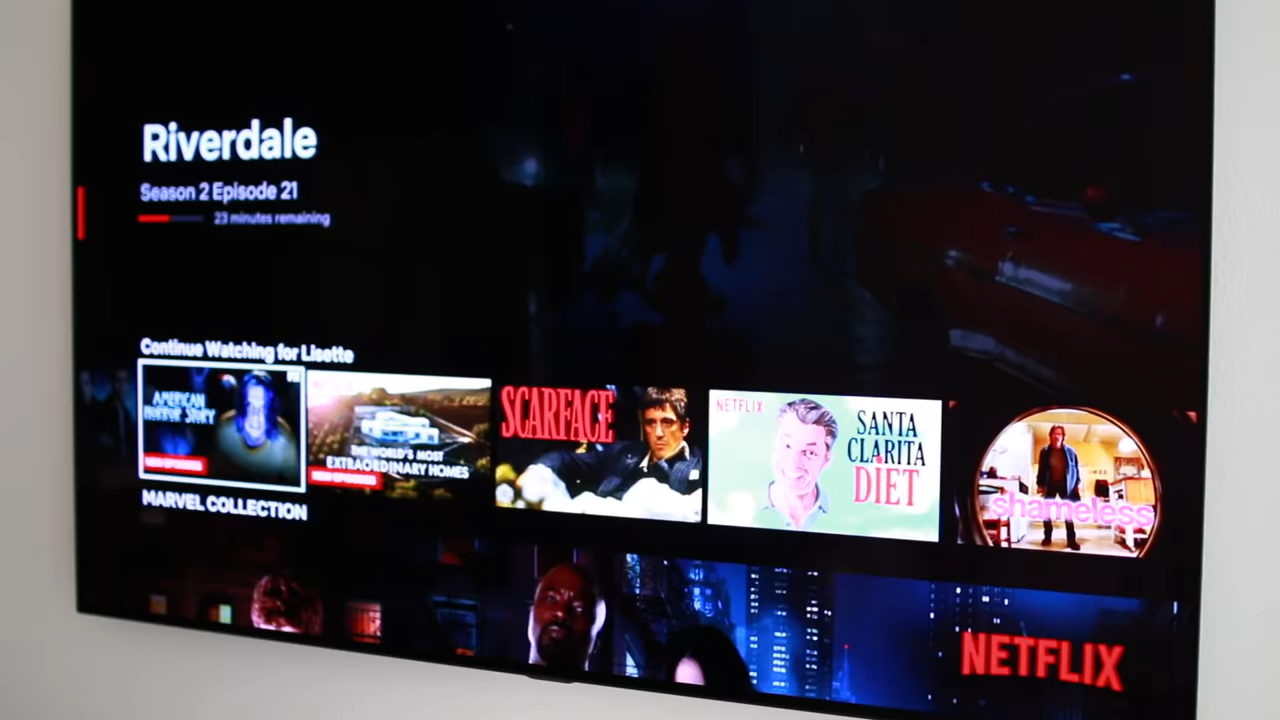 Riverdale
Season 2 Episode 21
23 minutes remaining
Continue Watching for Lisette
AMERICAN
HORROR STORY
NEW EPISODES
THE WORLD'S MOST
EXTRAORDINARY HOMES
NEW EPISODES
SCARFACE
NETFLIX
SANTA
CLARITA
DIET
shameless
MARVEL COLLECTION
NETFLIX